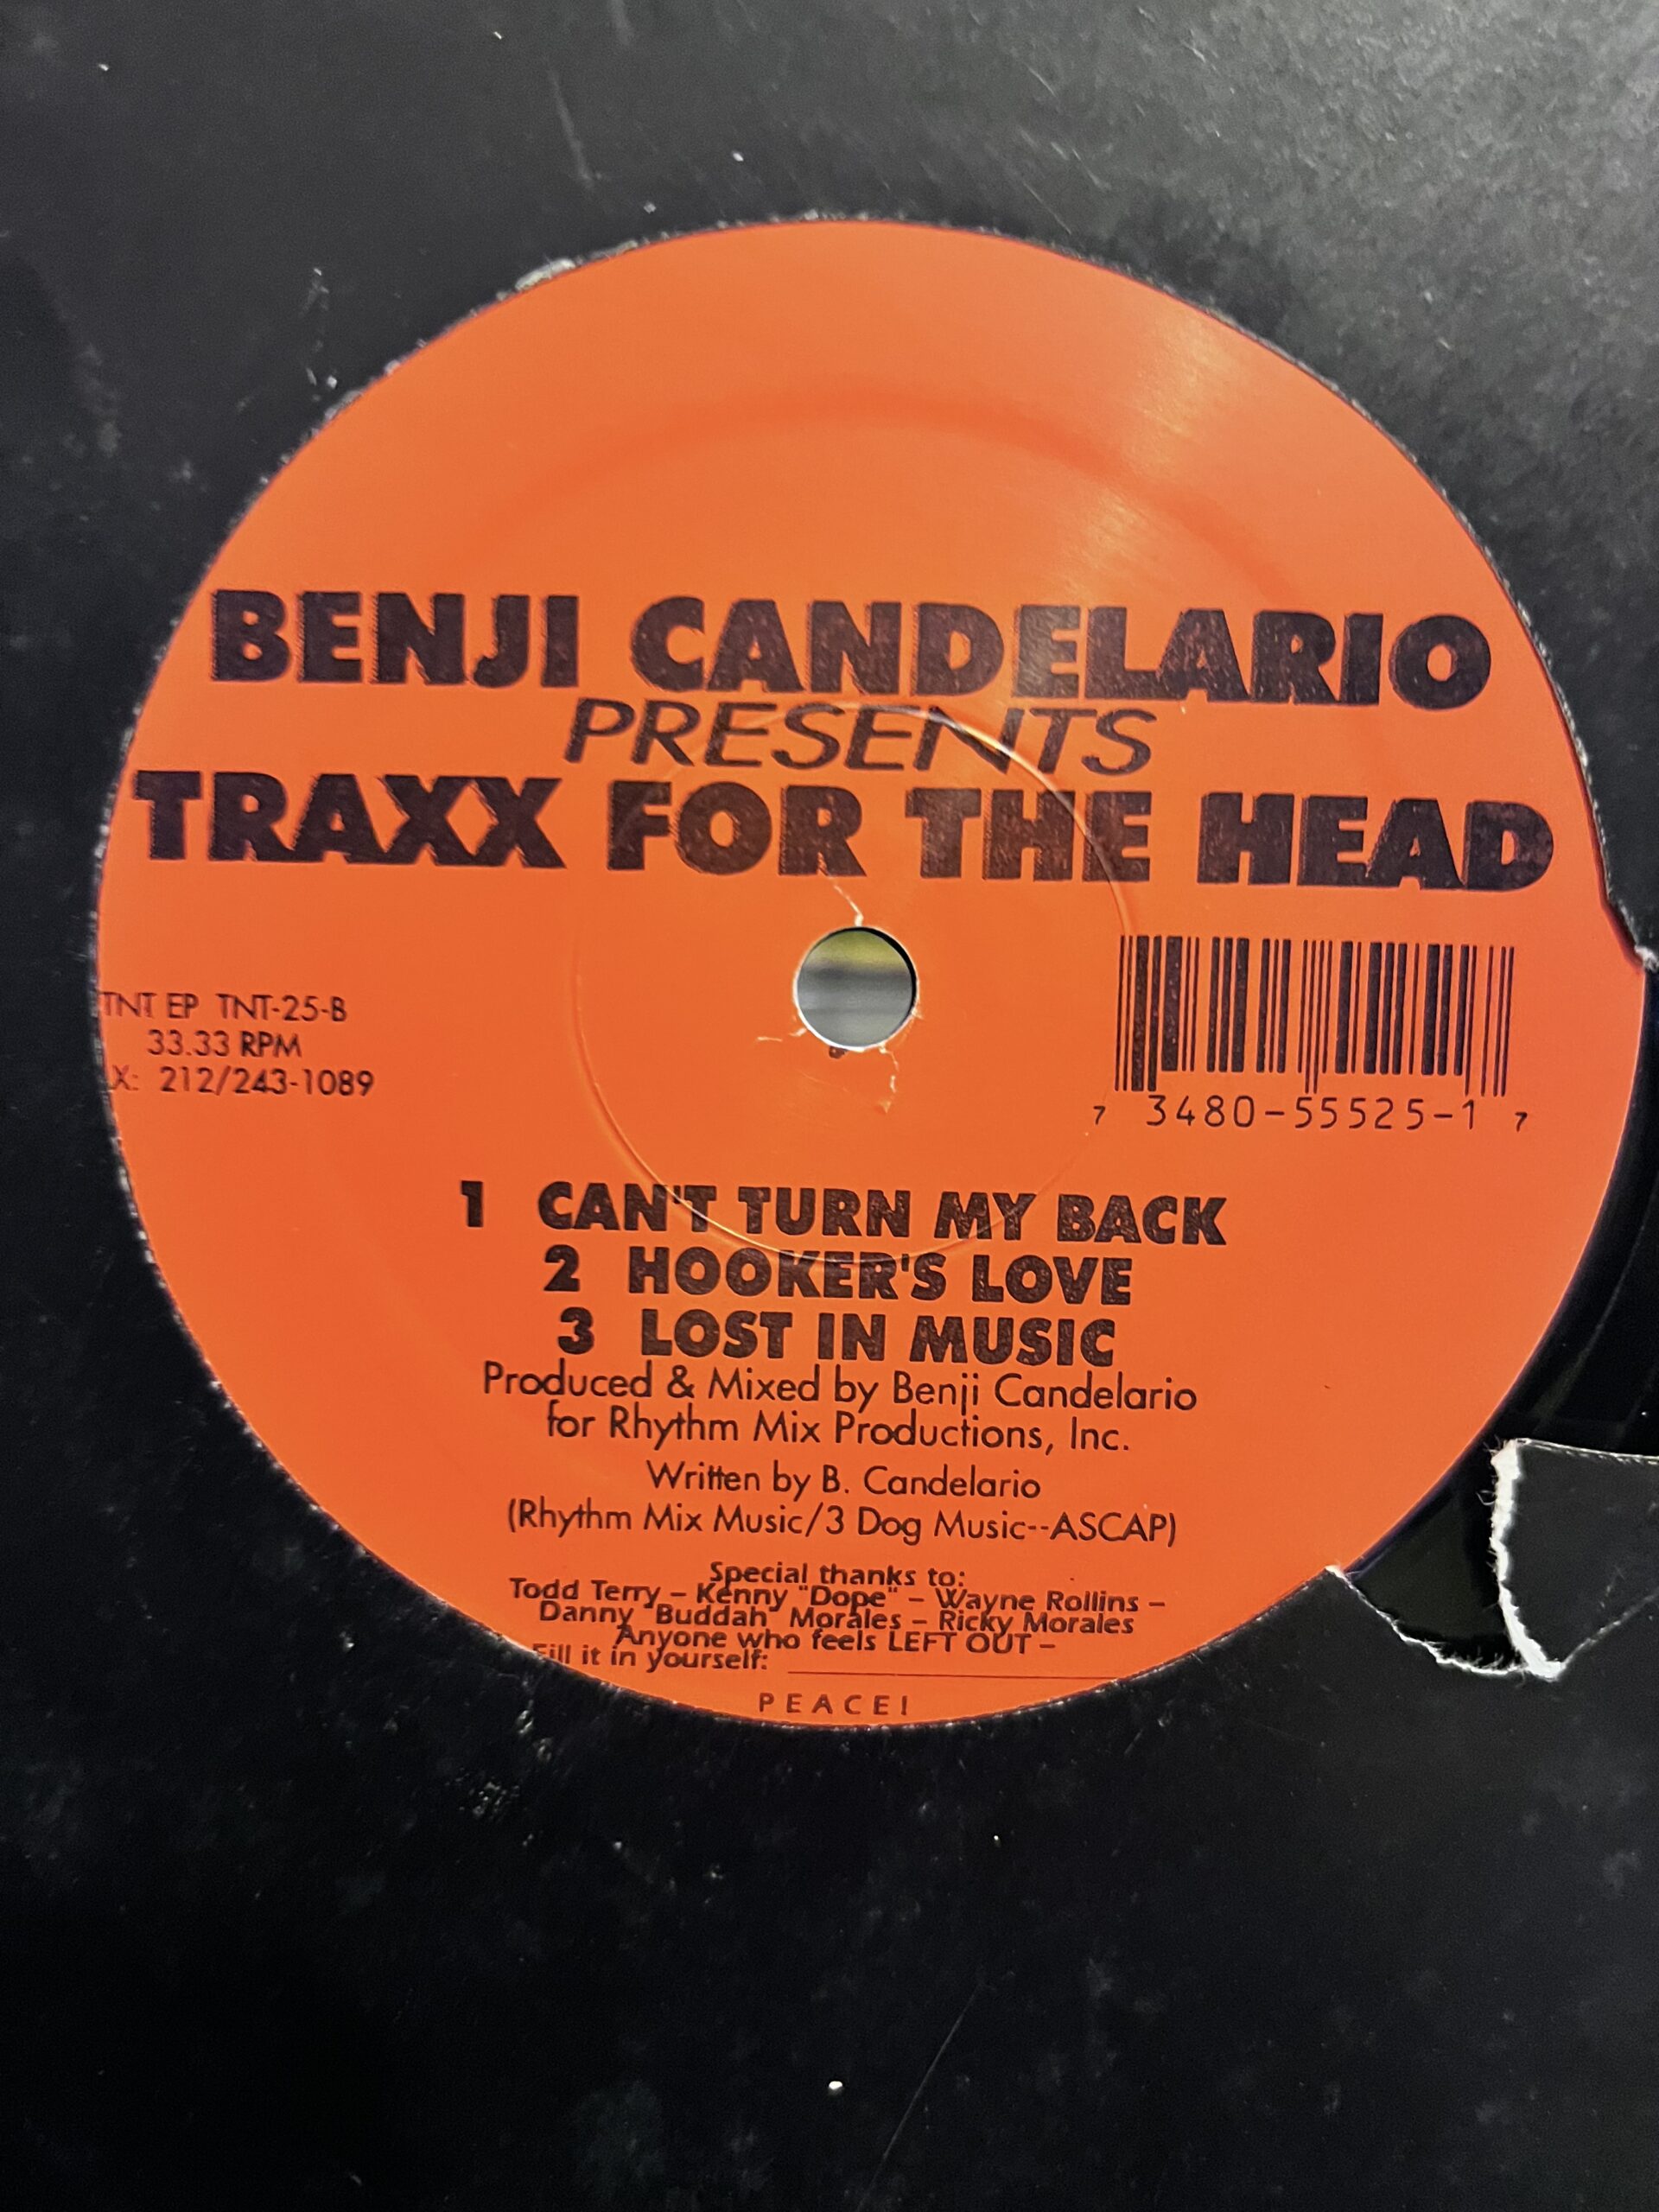 BENJI CANDELARIO
PRESENTS
TRAXX FOR THE HEAD
TNT EP TNT-25-B
33.33 RPM
X: 212/243-1089
7 3480-55525-1 7
1 CAN'T TURN MY BACK
2 HOOKER'S LOVE
3 LOST IN MUSIC
Produced & Mixed by Benji Candelario
for Rhythm Mix Productions, Inc.
Written by B. Candelario
(Rhythm Mix Music/3 Dog Music--ASCAP)
Special thanks to:
Todd Terry – Kenny "Dope" – Wayne Rollins –
Danny "Buddah" Morales – Ricky Morales
Anyone who feels LEFT OUT –
Fill it in yourself:
PEACE!